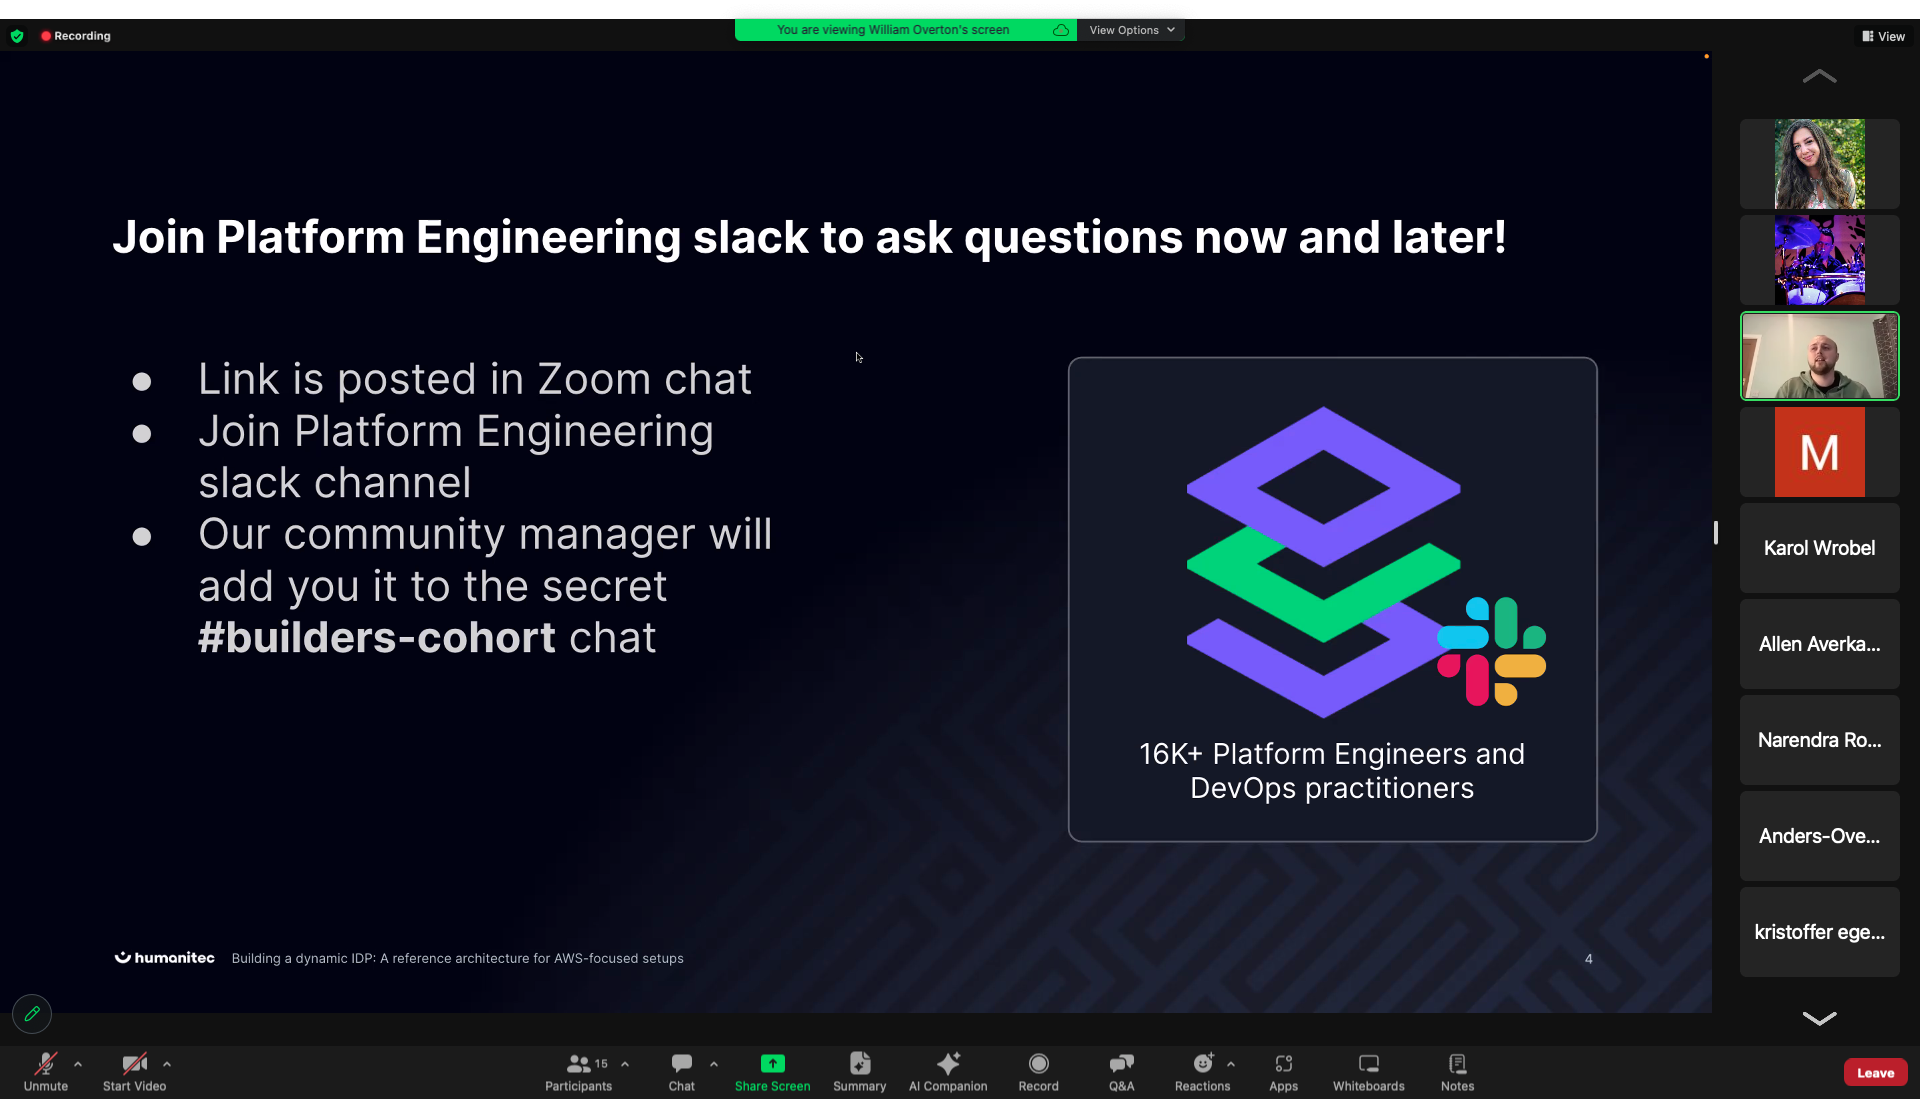 Recording
You are viewing William Overton's screen
View Options
View
Join Platform Engineering slack to ask questions now and later!
● Link is posted in Zoom chat
● Join Platform Engineering
slack channel
● Our community manager will
add you it to the secret
#builders-cohort chat
16K+ Platform Engineers and
DevOps practitioners
humanitec
Building a dynamic IDP: A reference architecture for AWS-focused setups
4
M
Karol Wrobel
Allen Averka...
Narendra Ro...
Anders-Ove...
kristoffer ege...
Unmute
Start Video
15
Participants
Chat
Share Screen
Summary
AI Companion
Record
Q&A
Reactions
Apps
Whiteboards
Notes
Leave